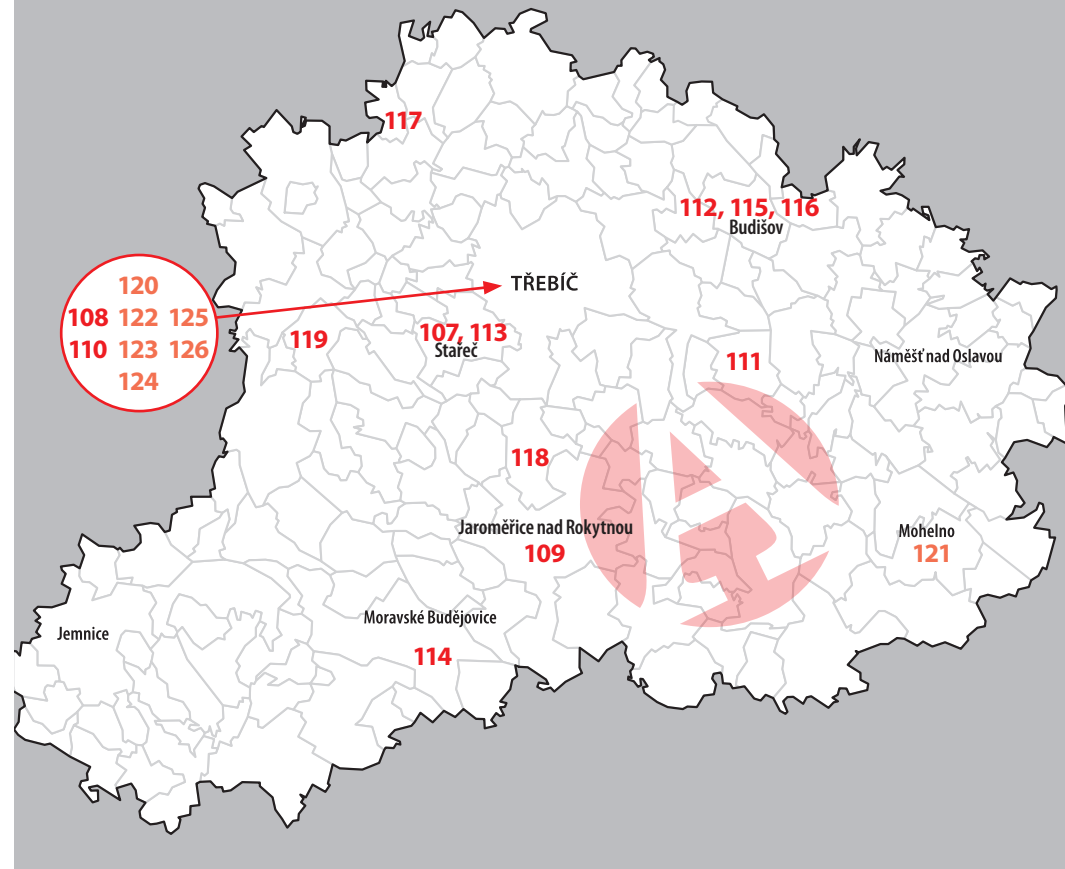 117
112, 115, 116
Budišov
120
108 122 125
110 123 126
124
TŘEBÍČ
119
107, 113
Stařeč
111
Náměšť nad Oslavou
118
Jaroměřice nad Rokytnou
109
Mohelno
121
Moravské Budějovice
114
Jemnice